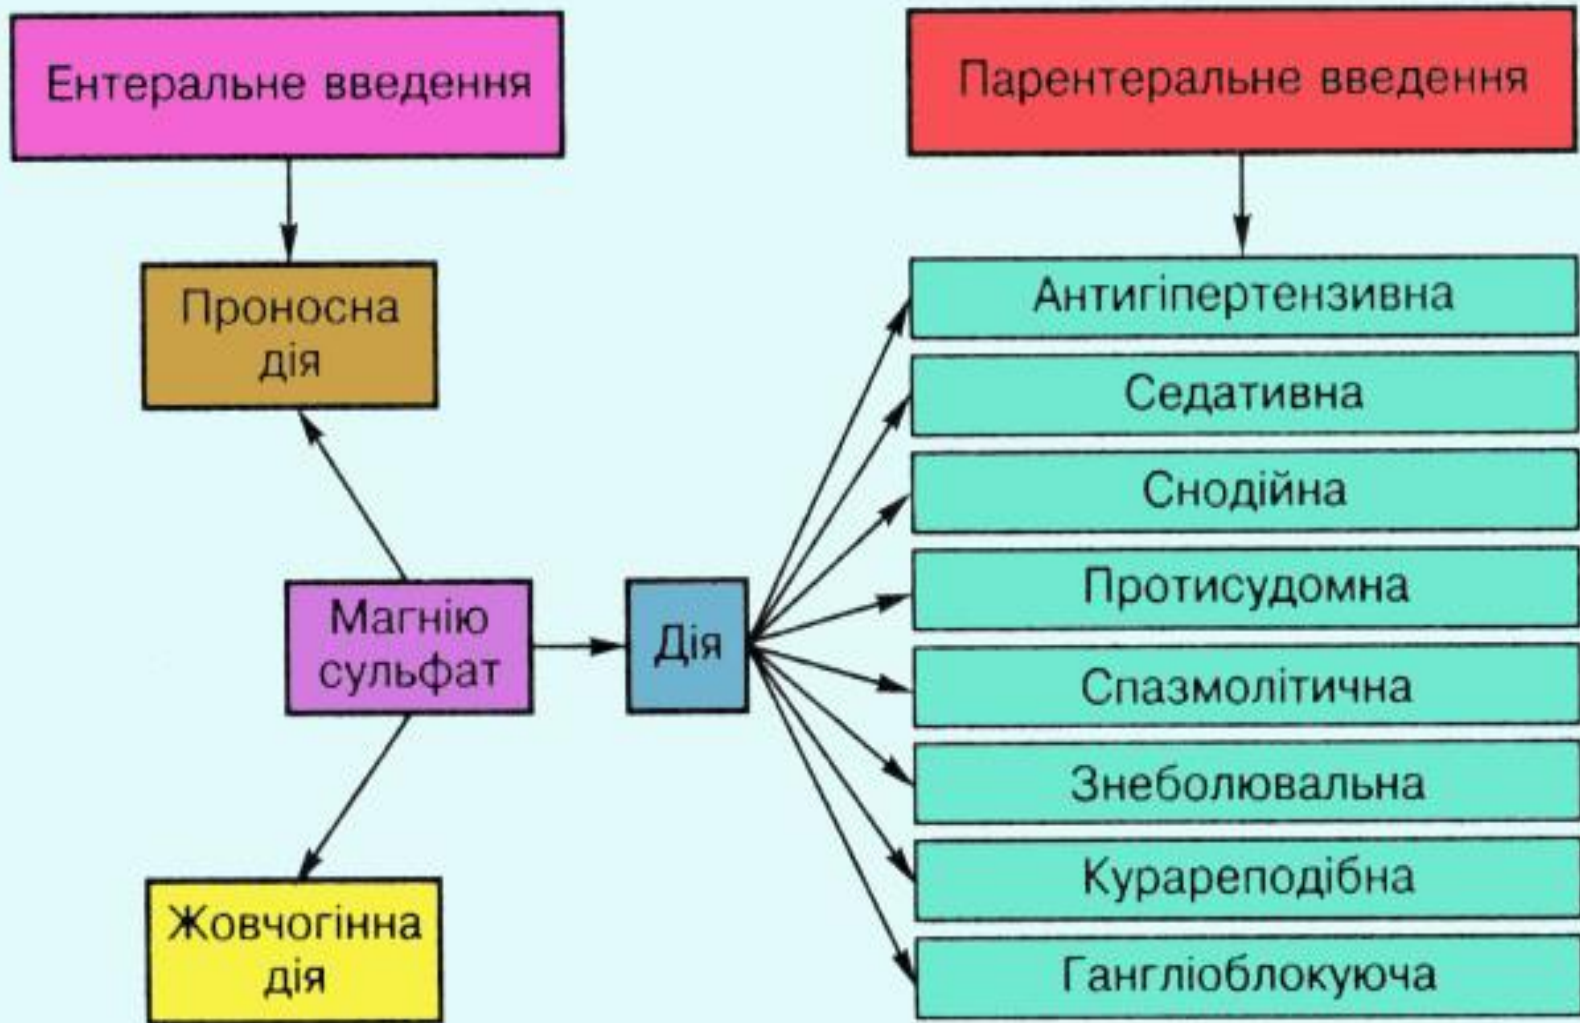 Ентеральне введення
Парентеральне введення
Проносна
дія
Магнію
сульфат
Жовчогінна
дія
Дія
Антигіпертензивна
Седативна
Снодійна
Протисудомна
Спазмолітична
Знеболювальна
Курареподібна
Гангліоблокуюча